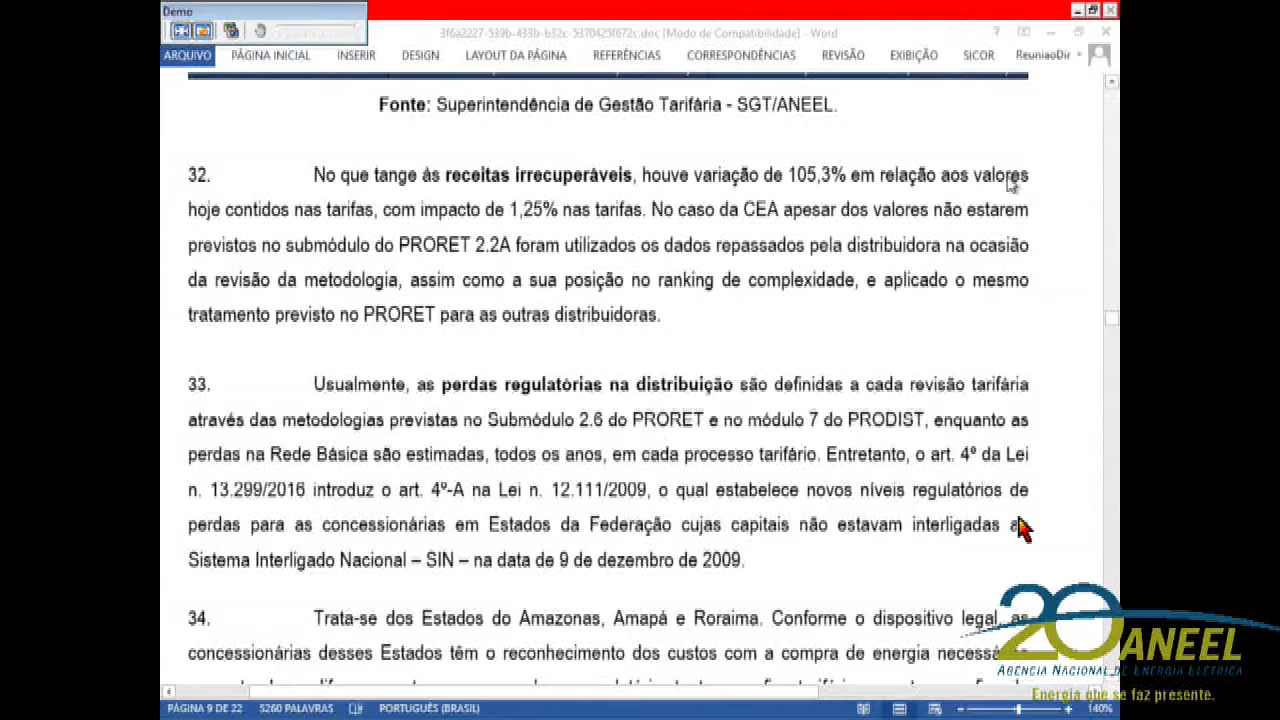 Demo
3f6a2227-539b-433b-b32c-5370425f672c.doc [Modo de Compatibilidade] - Word
ARQUIVO PÁGINA INICIAL INSERIR DESIGN LAYOUT DA PÁGINA REFERÊNCIAS CORRESPONDÊNCIAS REVISÃO EXIBIÇÃO SICOR ReuniaoDir
Fonte: Superintendência de Gestão Tarifária - SGT/ANEEL.
32. No que tange às receitas irrecuperáveis, houve variação de 105,3% em relação aos valores
hoje contidos nas tarifas, com impacto de 1,25% nas tarifas. No caso da CEA apesar dos valores não estarem
previstos no submódulo do PRORET 2.2A foram utilizados os dados repassados pela distribuidora na ocasião
da revisão da metodologia, assim como a sua posição no ranking de complexidade, e aplicado o mesmo
tratamento previsto no PRORET para as outras distribuidoras.
33. Usualmente, as perdas regulatórias na distribuição são definidas a cada revisão tarifária
através das metodologias previstas no Submódulo 2.6 do PRORET e no módulo 7 do PRODIST, enquanto as
perdas na Rede Básica são estimadas, todos os anos, em cada processo tarifário. Entretanto, o art. 4º da Lei
n. 13.299/2016 introduz o art. 4º-A na Lei n. 12.111/2009, o qual estabelece novos níveis regulatórios de
perdas para as concessionárias em Estados da Federação cujas capitais não estavam interligadas
Sistema Interligado Nacional – SIN – na data de 9 de dezembro de 2009.
34. Trata-se dos Estados do Amazonas, Amapá e Roraima. Conforme o dispositivo legal, as
concessionárias desses Estados têm o reconhecimento dos custos com a compra de energia
20 ANEEL
AGÊNCIA NACIONAL DE ENERGIA ELÉTRICA
Energia que se faz presente.
PÁGINA 9 DE 22 5260 PALAVRAS PORTUGUÊS (BRASIL) 140%